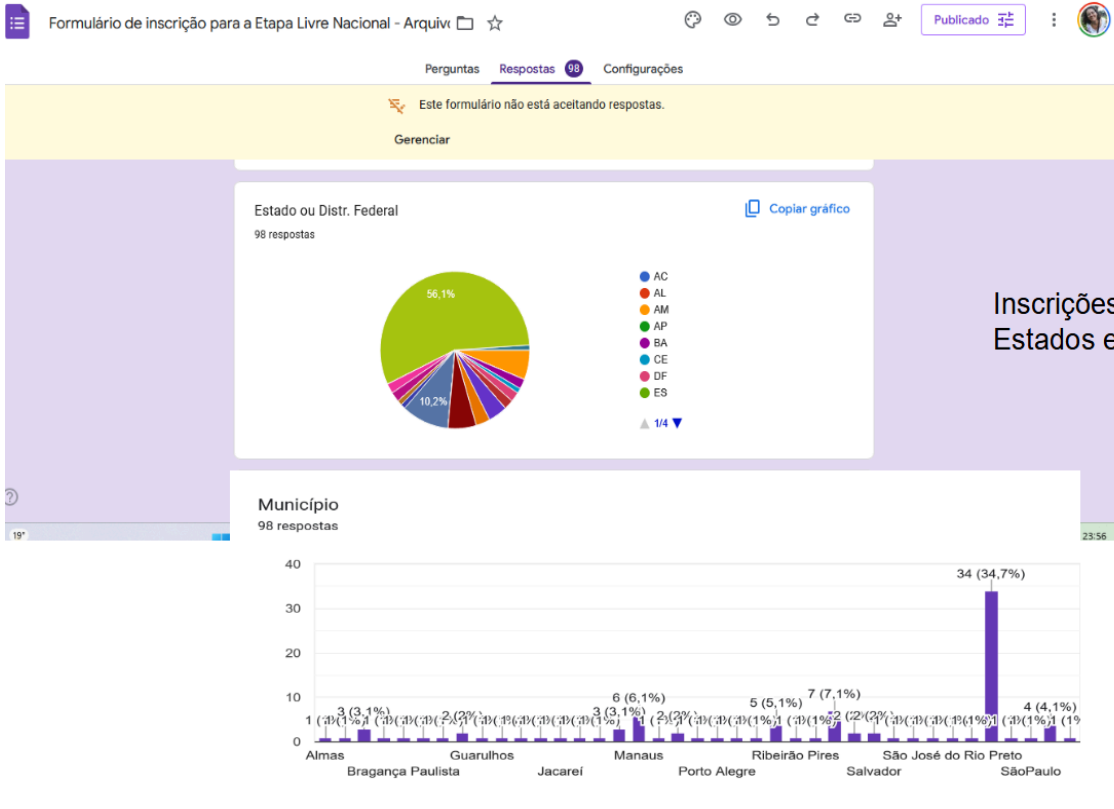 Formulário de inscrição para a Etapa Livre Nacional - Arquiv
Publicado
Perguntas Respostas 98 Configurações
Este formulário não está aceitando respostas.
Gerenciar
Estado ou Distr. Federal
Copiar gráfico
98 respostas
56,1%
10,2%
AC
AL
AM
AP
BA
CE
DF
ES
1/4
Inscrições
Estados e
Município
98 respostas
19°
23:56
40
30
20
10
0
34 (34,7%)
7 (7,1%)
6 (6,1%)
5 (5,1%)
4 (4,1%)
3 (3,1%)
3 (3,1%)
Almas Guarulhos Manaus Ribeirão Pires São José do Rio Preto
Bragança Paulista Jacareí Porto Alegre Salvador SãoPaulo